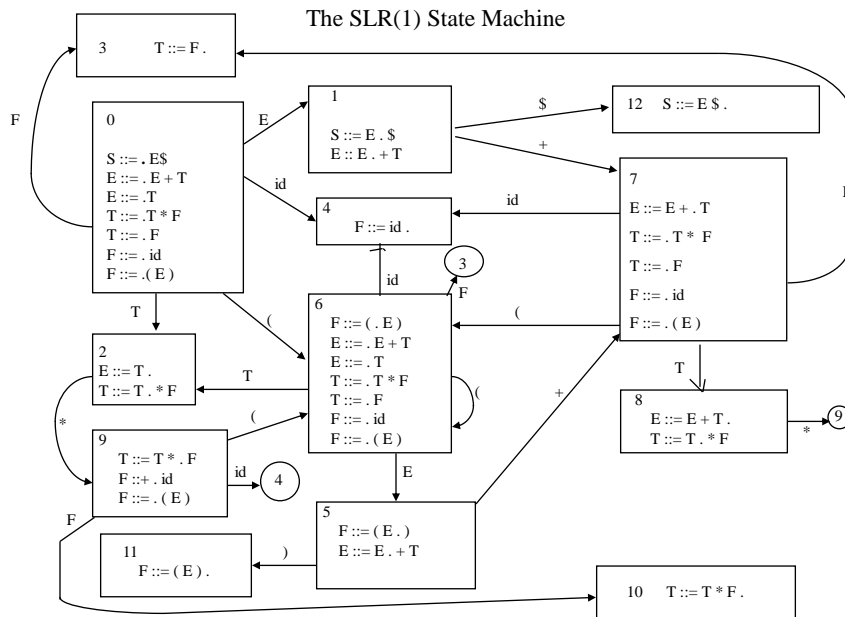 The SLR(1) State Machine
3 T ::= F .
F
0
S ::= . E$
E ::= . E + T
E ::= .T
T ::= .T * F
T ::= . F
F ::= . id
F ::= .( E )
E
id
1
S ::= E . $
E :: E . + T
$
+
12 S ::= E $ .
4
F ::= id .
id
id
3
F
7
E ::= E + . T
T ::= . T * F
T ::= . F
F ::= . id
F ::= . ( E )
T
(
(
6
F ::= ( . E )
E ::= . E + T
E ::= . T
T ::= . T * F
T ::= . F
F ::= . id
F ::= . ( E )
(
2
E ::= T .
T ::= T . * F
T
*
(
T
8
E ::= E + T .
T ::= T . * F
*
9
+
9
T ::= T * . F
F ::+ . id
F ::= . ( E )
id
4
F
E
5
F ::= ( E . )
E ::= E . + T
)
11
F ::= ( E ) .
10 T ::= T * F .